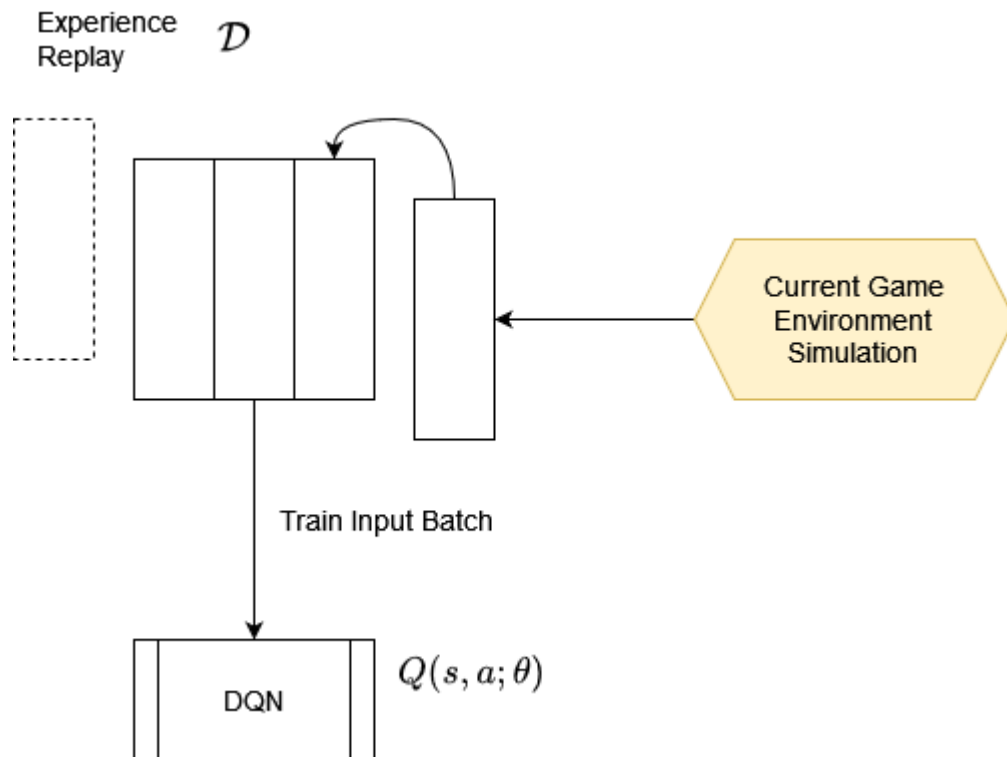 Experience
Replay
𝒟
Current Game
Environment
Simulation
Train Input Batch
DQN
Q(s, a; θ)